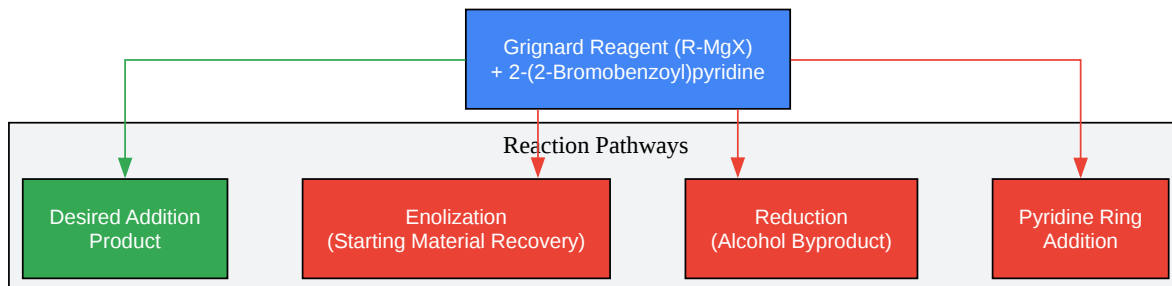 Grignard Reagent (R-MgX)
+ 2-(2-Bromobenzoyl)pyridine
Reaction Pathways
Desired Addition
Product
Enolization
(Starting Material Recovery)
Reduction
(Alcohol Byproduct)
Pyridine Ring
Addition